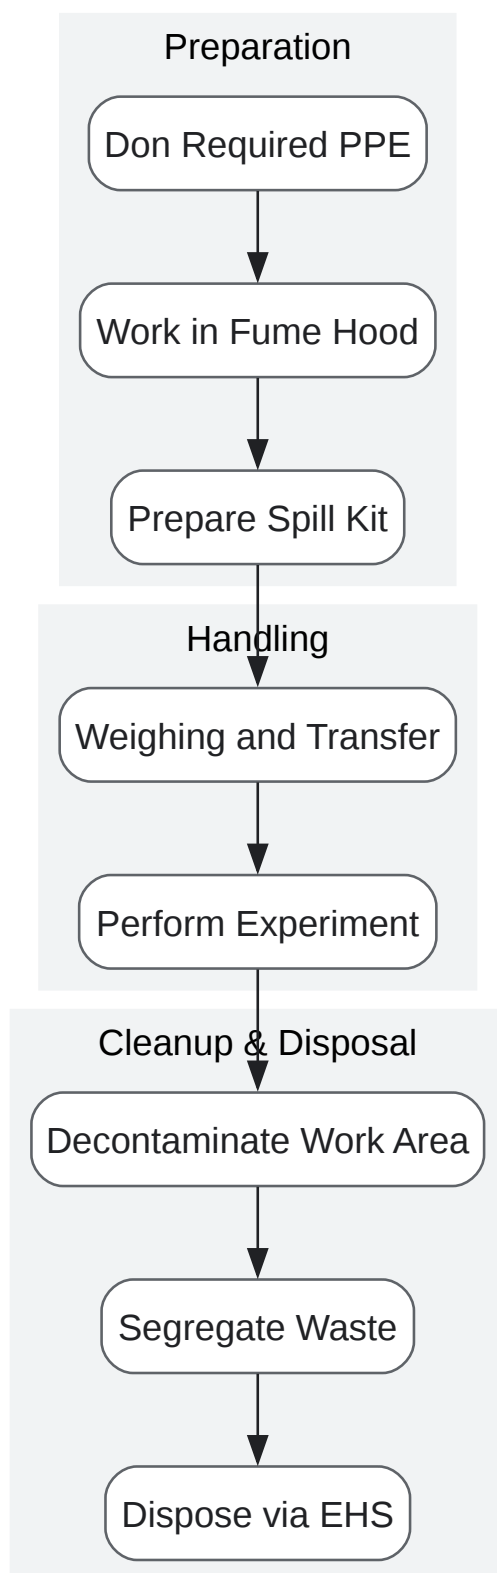 Preparation
Don Required PPE
Work in Fume Hood
Prepare Spill Kit
Handling
Weighing and Transfer
Perform Experiment
Cleanup & Disposal
Decontaminate Work Area
Segregate Waste
Dispose via EHS